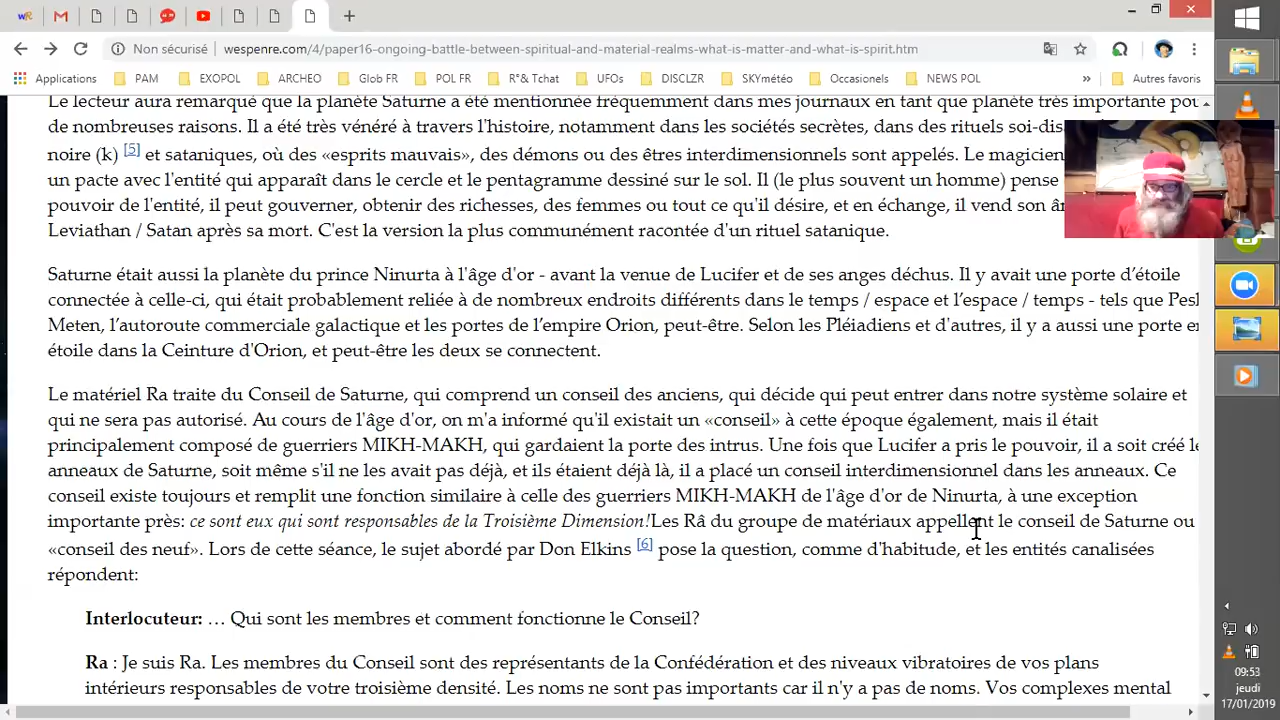 Non sécurisé | wespenre.com/4/paper16-ongoing-battle-between-spiritual-and-material-realms-what-is-matter-and-what-is-spirit.htm
Applications PAM EXOPOL ARCHEO Glob FR POL FR R°& Tchat UFOs DISCLZR SKYmétéo Occasionels NEWS POL » Autres favoris
Le lecteur aura remarqué que la planète Saturne a été mentionnée fréquemment dans mes journaux en tant que planète très importante pou
de nombreuses raisons. Il a été très vénéré à travers l'histoire, notamment dans les sociétés secrètes, dans des rituels
noire (k) [5] et sataniques, où des «esprits mauvais», des démons ou des êtres interdimensionnels sont appelés. Le magicien
un pacte avec l'entité qui apparaît dans le cercle et le pentagramme dessiné sur le sol. Il (le plus souvent un homme) pense
pouvoir de l'entité, il peut gouverner, obtenir des richesses, des femmes ou tout ce qu'il désire, et en échange, il vend son
Leviathan / Satan après sa mort. C'est la version la plus communément racontée d'un rituel satanique.
Saturne était aussi la planète du prince Ninurta à l'âge d'or - avant la venue de Lucifer et de ses anges déchus. Il y avait une porte d’étoile
connectée à celle-ci, qui était probablement reliée à de nombreux endroits différents dans le temps / espace et l’espace / temps - tels que Pesh
Meten, l’autoroute commerciale galactique et les portes de l’empire Orion, peut-être. Selon les Pléiadiens et d'autres, il y a aussi une porte en
étoile dans la Ceinture d'Orion, et peut-être les deux se connectent.
Le matériel Ra traite du Conseil de Saturne, qui comprend un conseil des anciens, qui décide qui peut entrer dans notre système solaire et
qui ne sera pas autorisé. Au cours de l'âge d'or, on m'a informé qu'il existait un «conseil» à cette époque également, mais il était
principalement composé de guerriers MIKH-MAKH, qui gardaient la porte des intrus. Une fois que Lucifer a pris le pouvoir, il a soit créé le
anneaux de Saturne, soit même s'il ne les avait pas déjà, et ils étaient déjà là, il a placé un conseil interdimensionnel dans les anneaux. Ce
conseil existe toujours et remplit une fonction similaire à celle des guerriers MIKH-MAKH de l'âge d'or de Ninurta, à une exception
importante près: ce sont eux qui sont responsables de la Troisième Dimension!Les Râ du groupe de matériaux appellent le conseil de Saturne ou
«conseil des neuf». Lors de cette séance, le sujet abordé par Don Elkins [6] pose la question, comme d'habitude, et les entités canalisées
répondent:
Interlocuteur: … Qui sont les membres et comment fonctionne le Conseil?
Ra : Je suis Ra. Les membres du Conseil sont des représentants de la Confédération et des niveaux vibratoires de vos plans
intérieurs responsables de votre troisième densité. Les noms ne sont pas importants car il n'y a pas de noms. Vos complexes mental
09:53
jeudi
17/01/2019